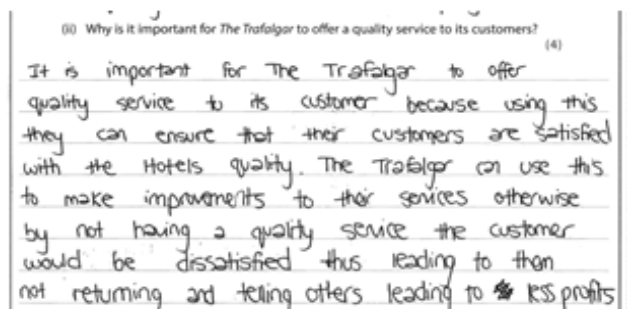 (ii) Why is it important for The Trafalgar to offer a quality service to its customers?
(4)
It is important for The Trafalgar to offer
quality service to its customer because using this
they can ensure that their customers are satisfied
with the Hotels quality. The Trafalgar can use this
to make improvements to their services otherwise
by not having a quality service the customer
would be dissatisfied thus leading to them
not returning and telling others leading to less profits